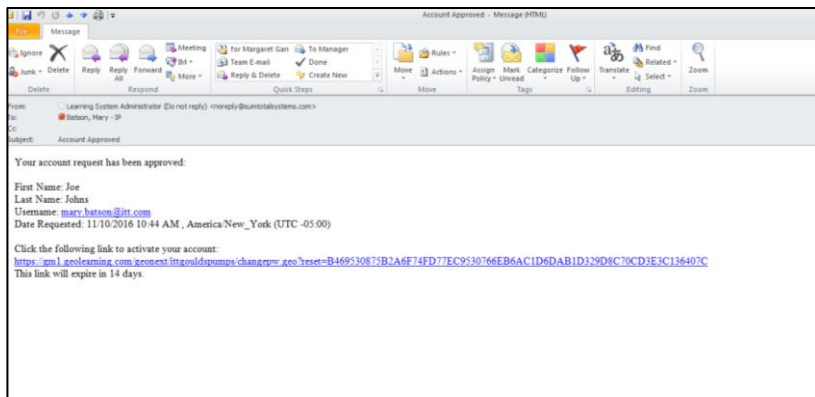 Account Approved - Message (HTML)
File Message
Ignore
Junk
Delete
Reply
Reply All
Forward
Meeting
IM
More
for Margaret Gan
To Manager
Team E-mail
Done
Reply & Delete
Create New
Move
Rules
Actions
Assign Policy
Mark Unread
Categorize
Follow Up
Translate
Find
Related
Select
Zoom
Delete Respond Quick Steps Move Tags Editing Zoom
From: Learning System Administrator (Do not reply) <noreply@sumtotalsystems.com>
To: Batson, Mary - IP
Cc:
Subject: Account Approved
Your account request has been approved:
First Name: Joe
Last Name: Johns
Username: mary.batson@itt.com
Date Requested: 11/10/2016 10:44 AM , America/New_York (UTC -05:00)
Click the following link to activate your account:
https://gm1.geolearning.com/geonext/ittgouldspumps/changepw.geo?reset=B469530875B2A6F74FD77EC9530766EB6AC1D6DAB1D329D8C70CD3E3C136407C
This link will expire in 14 days.